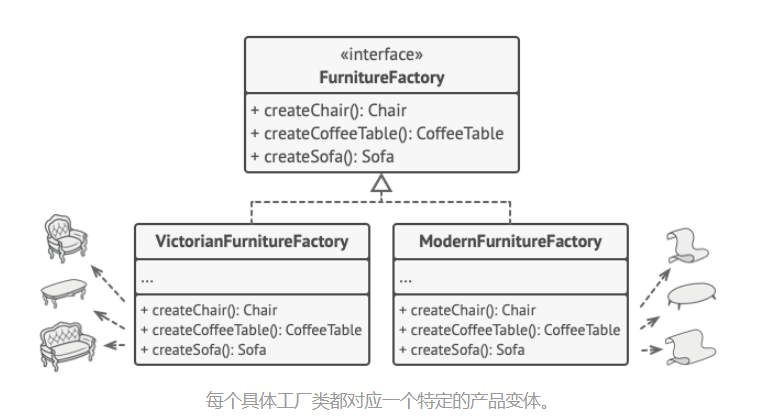 «interface»
FurnitureFactory
+ createChair(): Chair
+ createCoffeeTable(): CoffeeTable
+ createSofa(): Sofa
VictorianFurnitureFactory
...
+ createChair(): Chair
+ createCoffeeTable(): CoffeeTable
+ createSofa(): Sofa
ModernFurnitureFactory
...
+ createChair(): Chair
+ createCoffeeTable(): CoffeeTable
+ createSofa(): Sofa
每个具体工厂类都对应一个特定的产品变体。